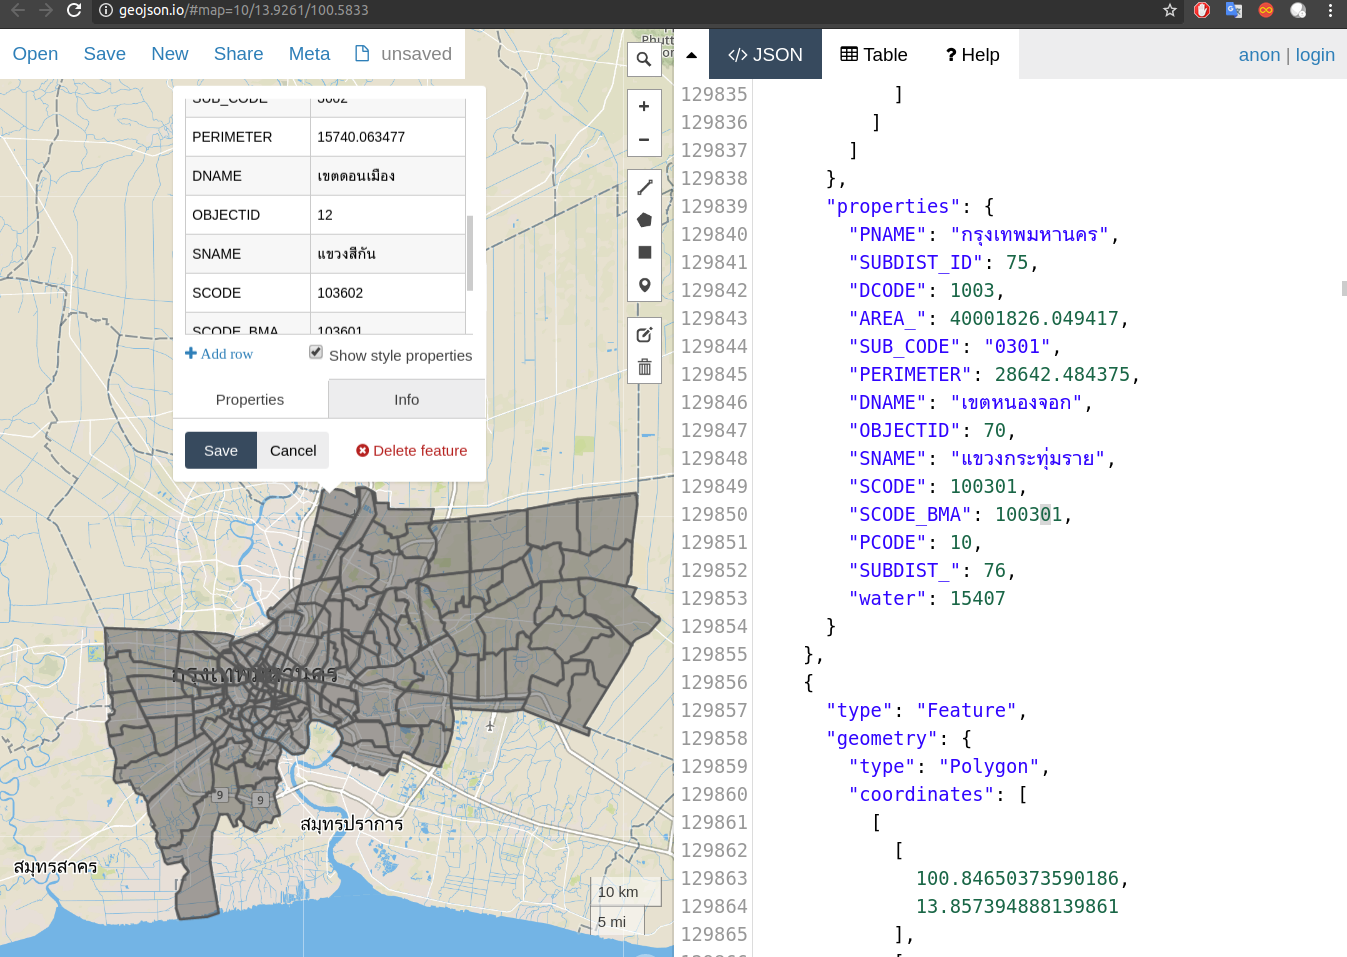 geojson.io/#map=10/13.9261/100.5833
Open Save New Share Meta unsaved
</> JSON Table ? Help anon | login
SUB_CODE 3602
PERIMETER 15740.063477
DNAME เขตดอนเมือง
OBJECTID 12
SNAME แขวงสีกัน
SCODE 103602
SCODE_BMA 103601
+ Add row Show style properties
Properties Info
Save Cancel Delete feature
+
−
กรุงเทพมหานคร
9 9
สมุทรปราการ
สมุทรสาคร
10 km
5 mi
129835 ]
129836 ]
129837 ]
129838 },
129839 "properties": {
129840 "PNAME": "กรุงเทพมหานคร",
129841 "SUBDIST_ID": 75,
129842 "DCODE": 1003,
129843 "AREA_": 40001826.049417,
129844 "SUB_CODE": "0301",
129845 "PERIMETER": 28642.484375,
129846 "DNAME": "เขตหนองจอก",
129847 "OBJECTID": 70,
129848 "SNAME": "แขวงกระทุ่มราย",
129849 "SCODE": 100301,
129850 "SCODE_BMA": 100301,
129851 "PCODE": 10,
129852 "SUBDIST_": 76,
129853 "water": 15407
129854 }
129855 },
129856 {
129857 "type": "Feature",
129858 "geometry": {
129859 "type": "Polygon",
129860 "coordinates": [
129861 [
129862 [
129863 100.84650373590186,
129864 13.857394888139861
129865 ],